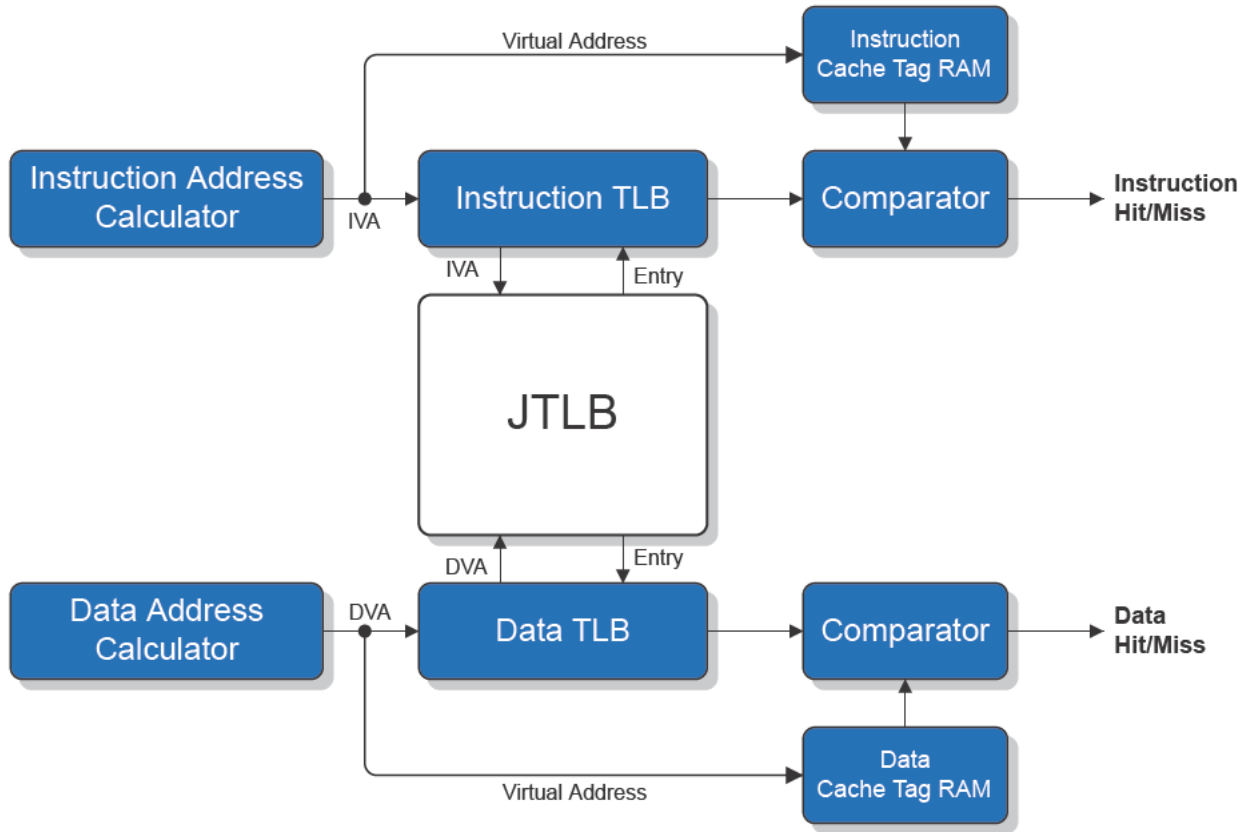 Virtual Address
Instruction
Cache Tag RAM
Instruction Address
Calculator
IVA
Instruction TLB
Comparator
Instruction
Hit/Miss
IVA
Entry
JTLB
DVA
Entry
Data Address
Calculator
DVA
Data TLB
Comparator
Data
Hit/Miss
Virtual Address
Data
Cache Tag RAM